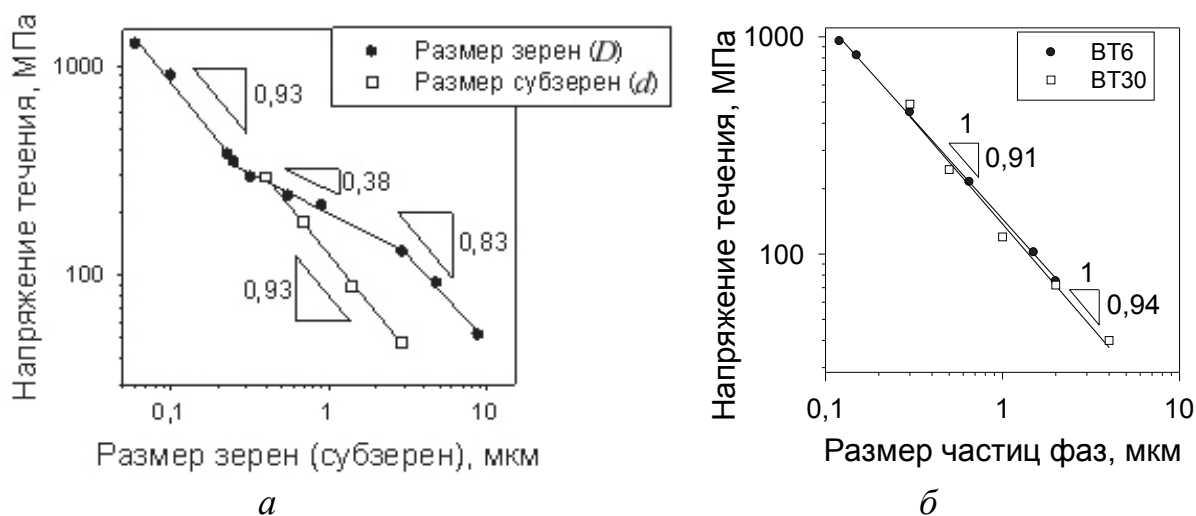 Напряжение течения, МПа
1000
100
0,1
1
10
Размер зерен (D)
Размер субзерен (d)
0,93
0,38
0,83
0,93
Размер зерен (субзерен), мкм
а
Напряжение течения, МПа
1000
100
0,1
1
10
ВТ6
ВТ30
1
0,91
1
0,94
Размер частиц фаз, мкм
б